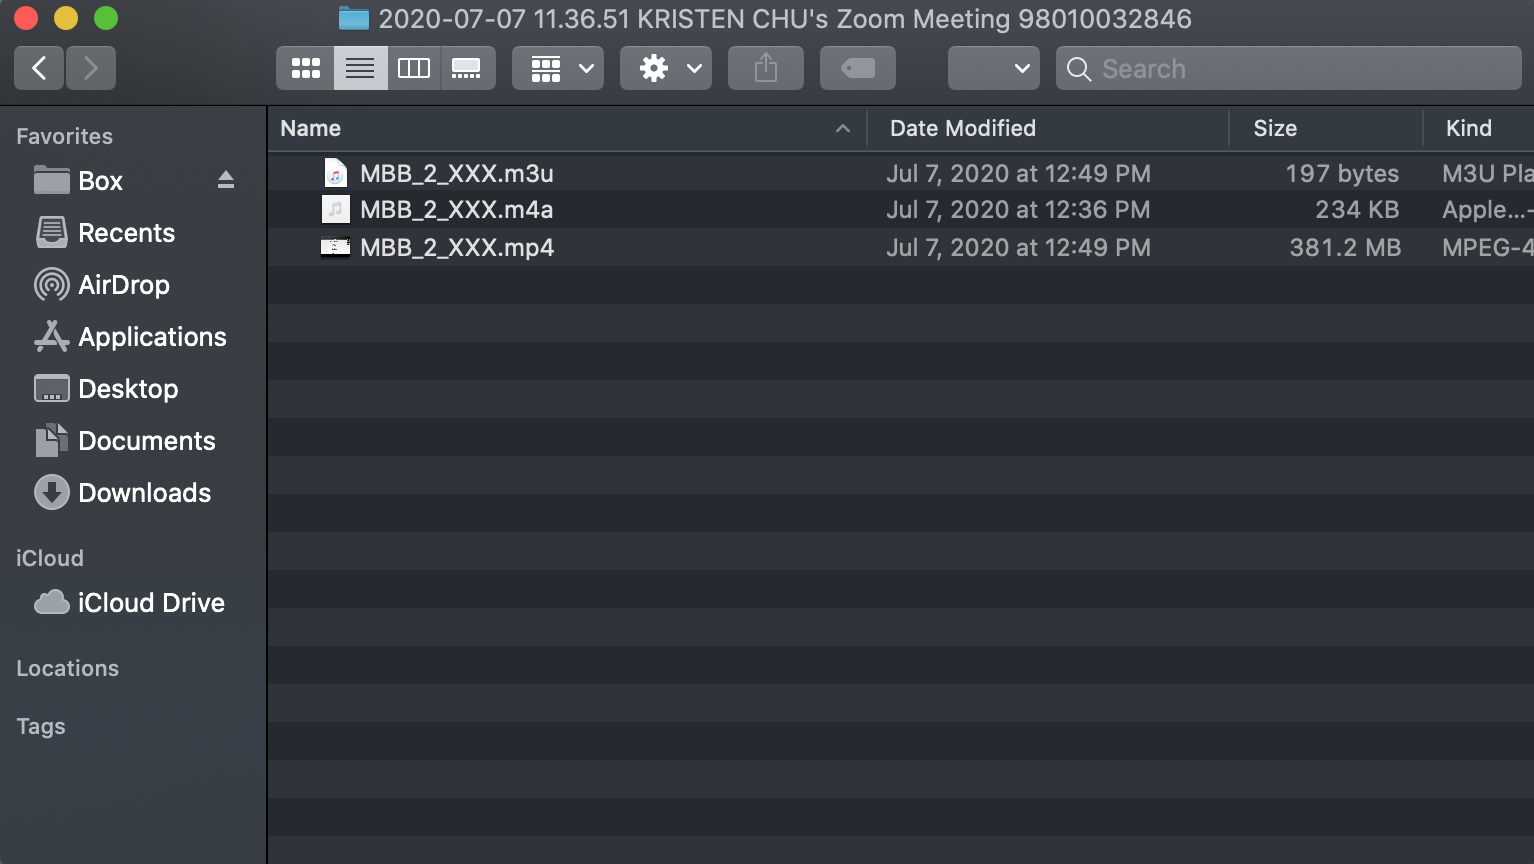 2020-07-07 11.36.51 KRISTEN CHU's Zoom Meeting 98010032846
Search
Favorites
Box
Recents
AirDrop
Applications
Desktop
Documents
Downloads
iCloud
iCloud Drive
Locations
Tags
Name Date Modified Size Kind
MBB_2_XXX.m3u Jul 7, 2020 at 12:49 PM 197 bytes M3U Pla
MBB_2_XXX.m4a Jul 7, 2020 at 12:36 PM 234 KB Apple...-
MBB_2_XXX.mp4 Jul 7, 2020 at 12:49 PM 381.2 MB MPEG-4